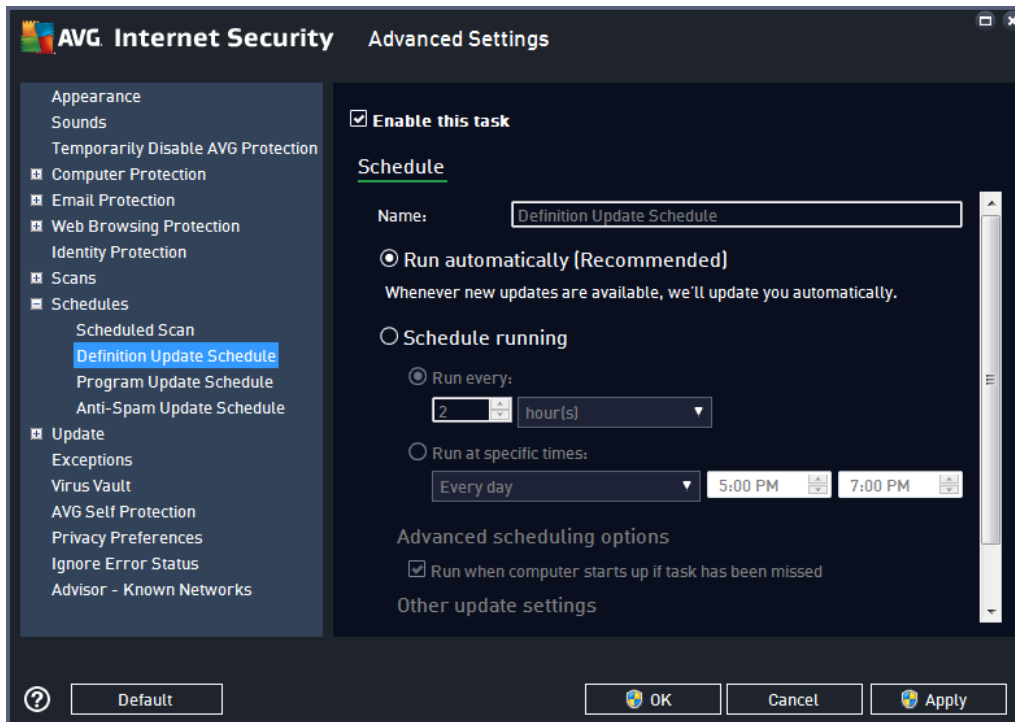 AVG Internet Security Advanced Settings
Appearance
Sounds
Temporarily Disable AVG Protection
Computer Protection
Email Protection
Web Browsing Protection
Identity Protection
Scans
Schedules
Scheduled Scan
Definition Update Schedule
Program Update Schedule
Anti-Spam Update Schedule
Update
Exceptions
Virus Vault
AVG Self Protection
Privacy Preferences
Ignore Error Status
Advisor - Known Networks
Enable this task
Schedule
Name: Definition Update Schedule
Run automatically (Recommended)
Whenever new updates are available, we'll update you automatically.
Schedule running
Run every:
2 hour(s)
Run at specific times:
Every day 5:00 PM 7:00 PM
Advanced scheduling options
Run when computer starts up if task has been missed
Other update settings
? Default OK Cancel Apply